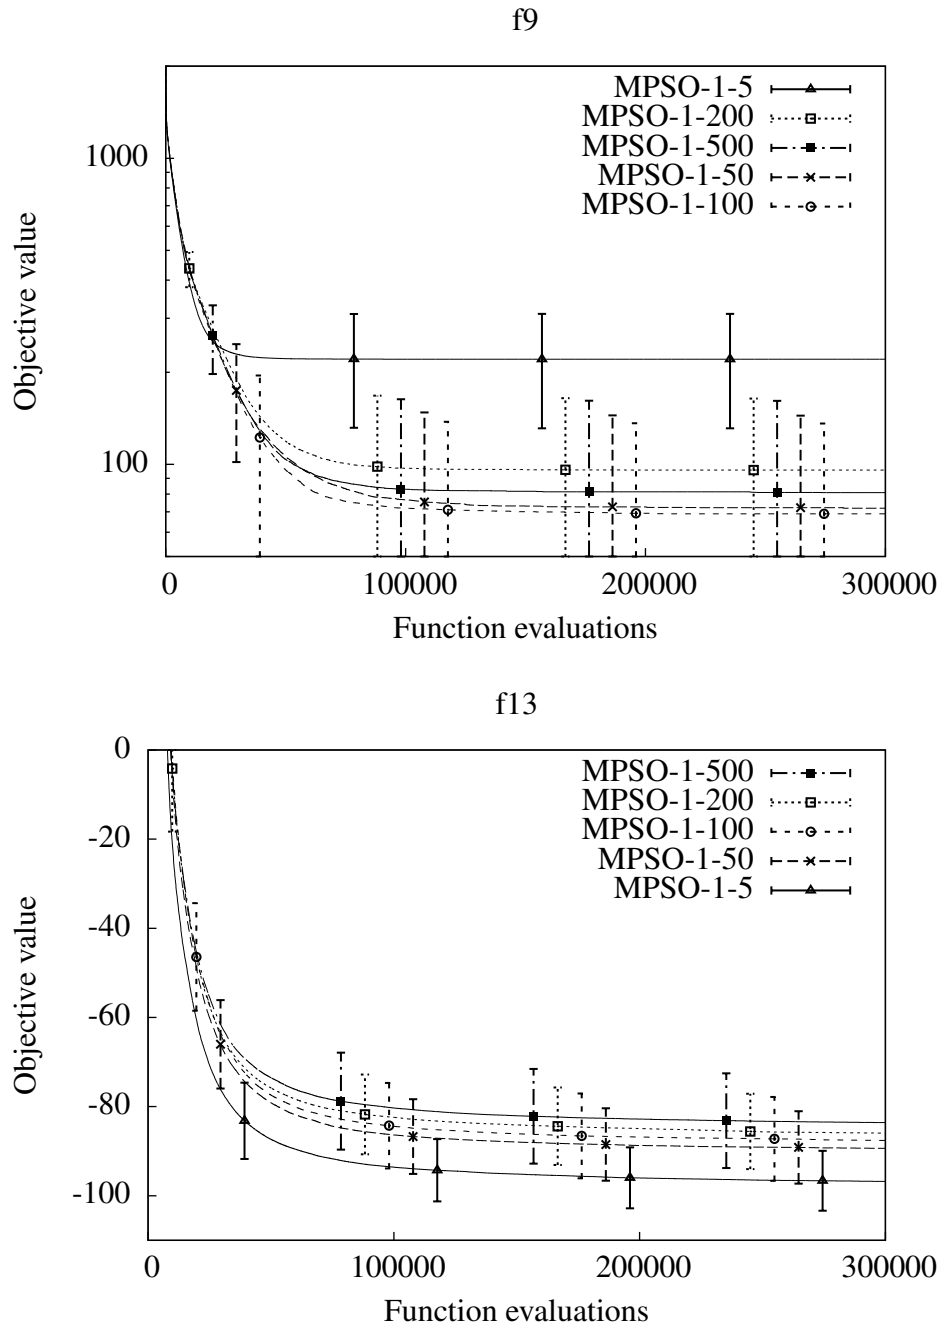 f9
Objective value
1000
100
MPSO-1-5
MPSO-1-200
MPSO-1-500
MPSO-1-50
MPSO-1-100
0 100000 200000 300000
Function evaluations
f13
Objective value
0
-20
-40
-60
-80
-100
MPSO-1-500
MPSO-1-200
MPSO-1-100
MPSO-1-50
MPSO-1-5
0 100000 200000 300000
Function evaluations